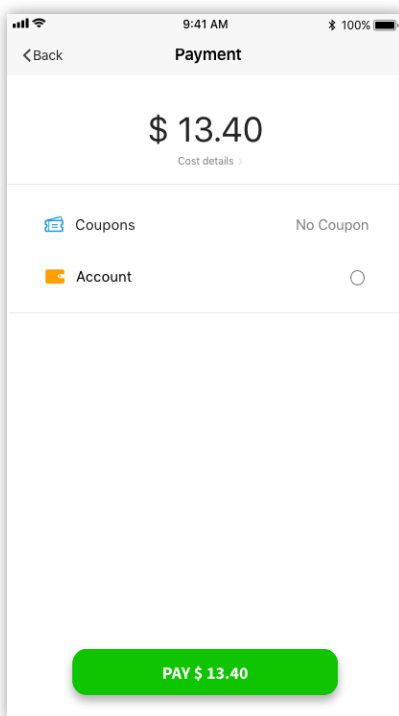 9:41 AM 100%
Back Payment
$ 13.40
Cost details
Coupons No Coupon
Account
PAY $ 13.40